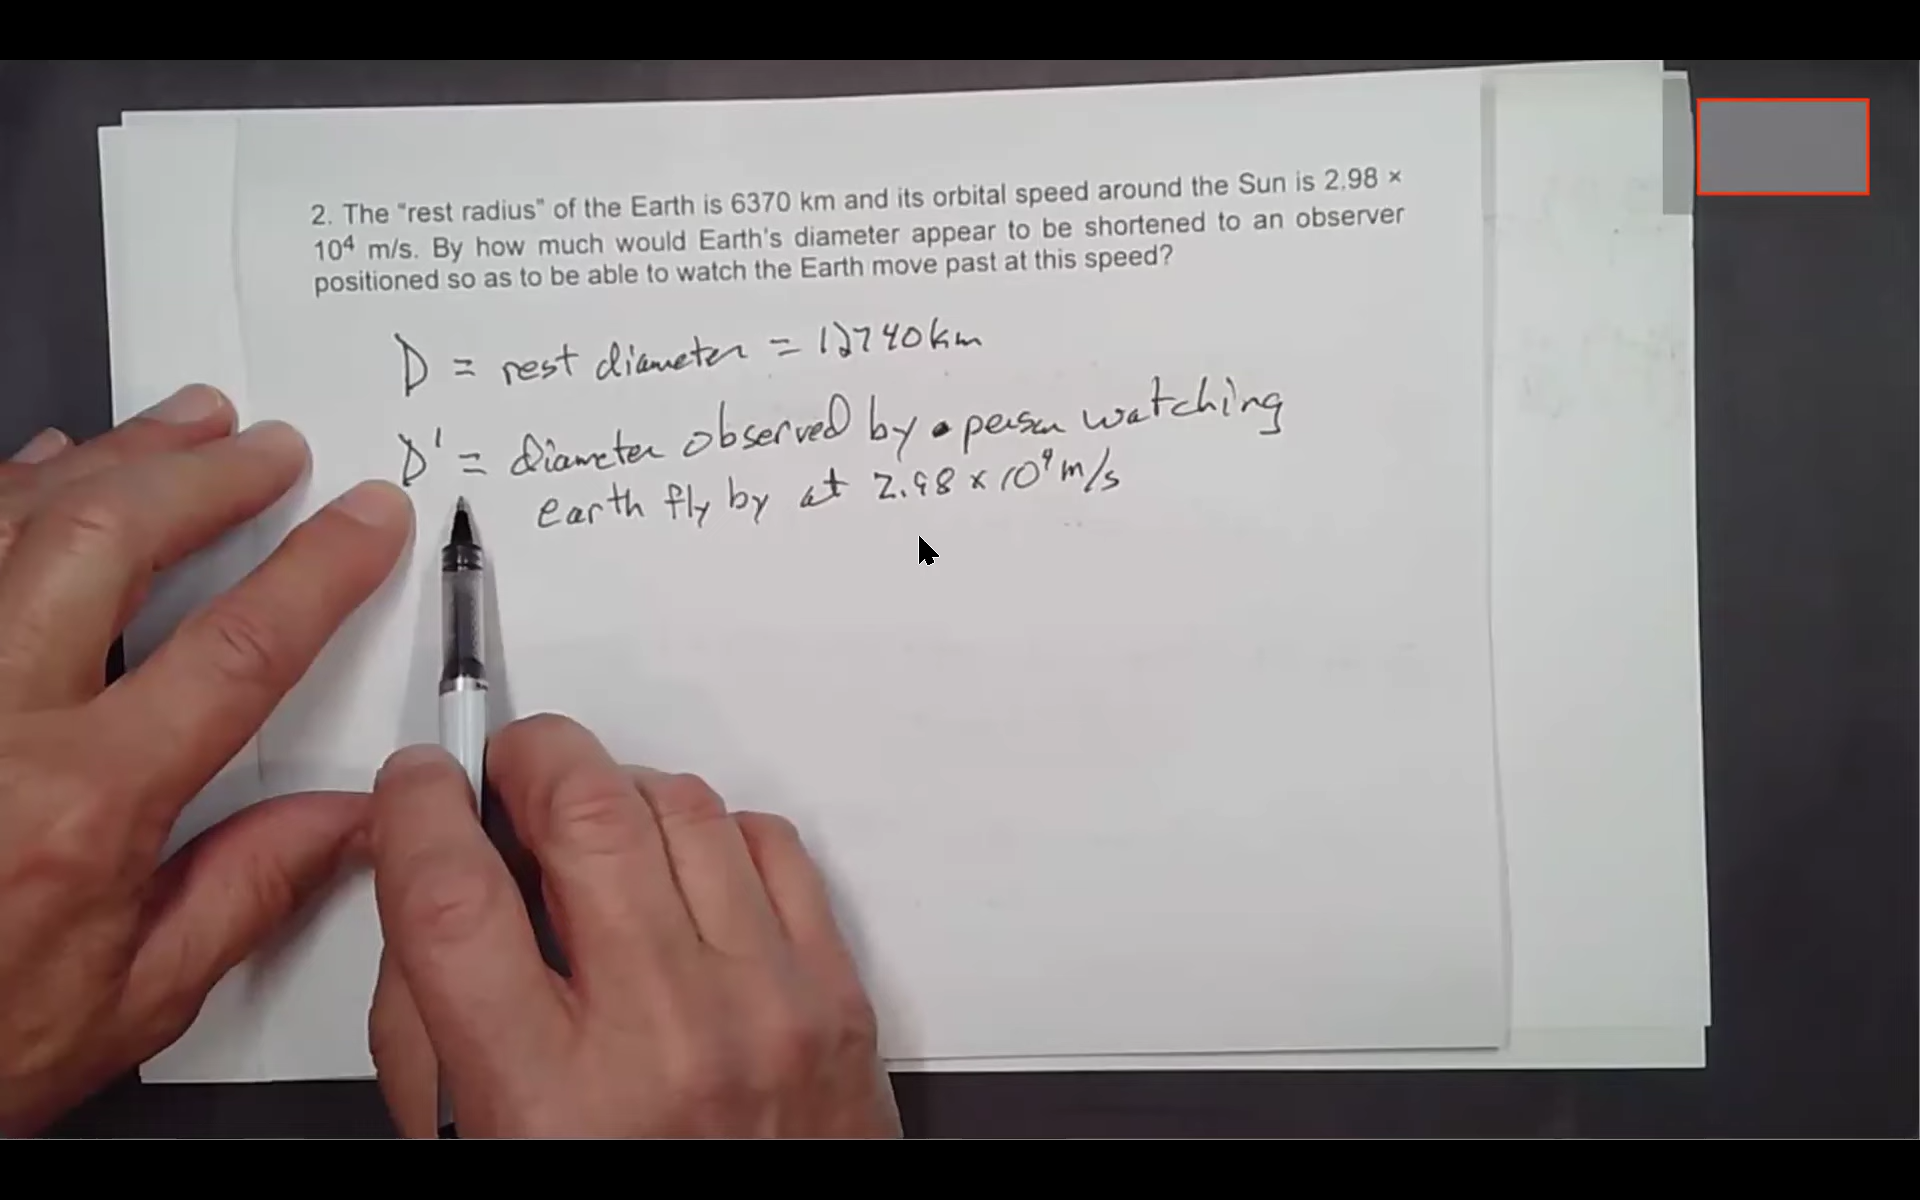 2. The “rest radius” of the Earth is 6370 km and its orbital speed around the Sun is 2.98 ×
10⁴ m/s. By how much would Earth's diameter appear to be shortened to an observer
positioned so as to be able to watch the Earth move past at this speed?
D = rest diameter = 12740km
D' = diameter observed by person watching
earth fly by at 2.98 × 10⁴ m/s